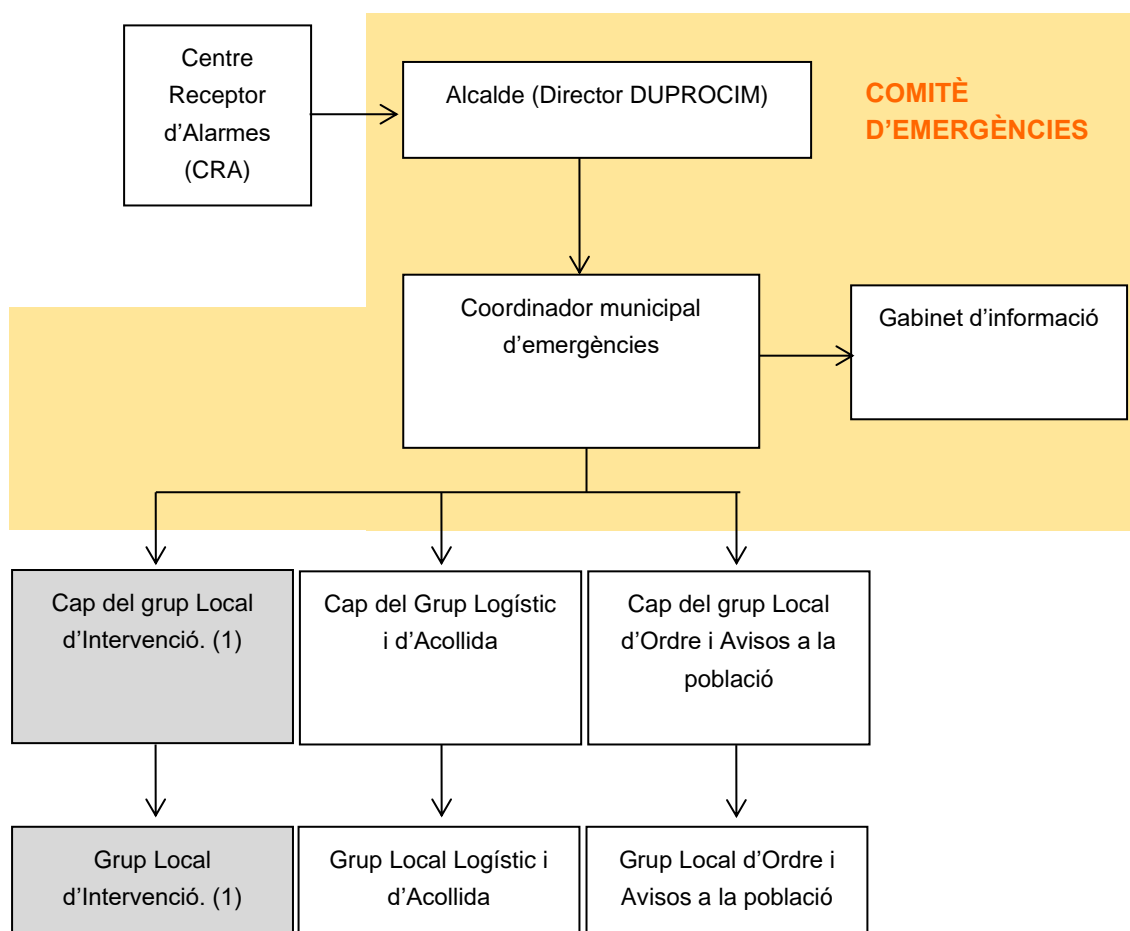 Centre
Receptor
d’Alarmes
(CRA)
Alcalde (Director DUPROCIM)
COMITÈ
D’EMERGÈNCIES
Coordinador municipal
d’emergències
Gabinet d’informació
Cap del grup Local
d’Intervenció. (1)
Cap del Grup Logístic
i d’Acollida
Cap del grup Local
d’Ordre i Avisos a la
població
Grup Local
d’Intervenció. (1)
Grup Local Logístic i
d’Acollida
Grup Local d’Ordre i
Avisos a la població